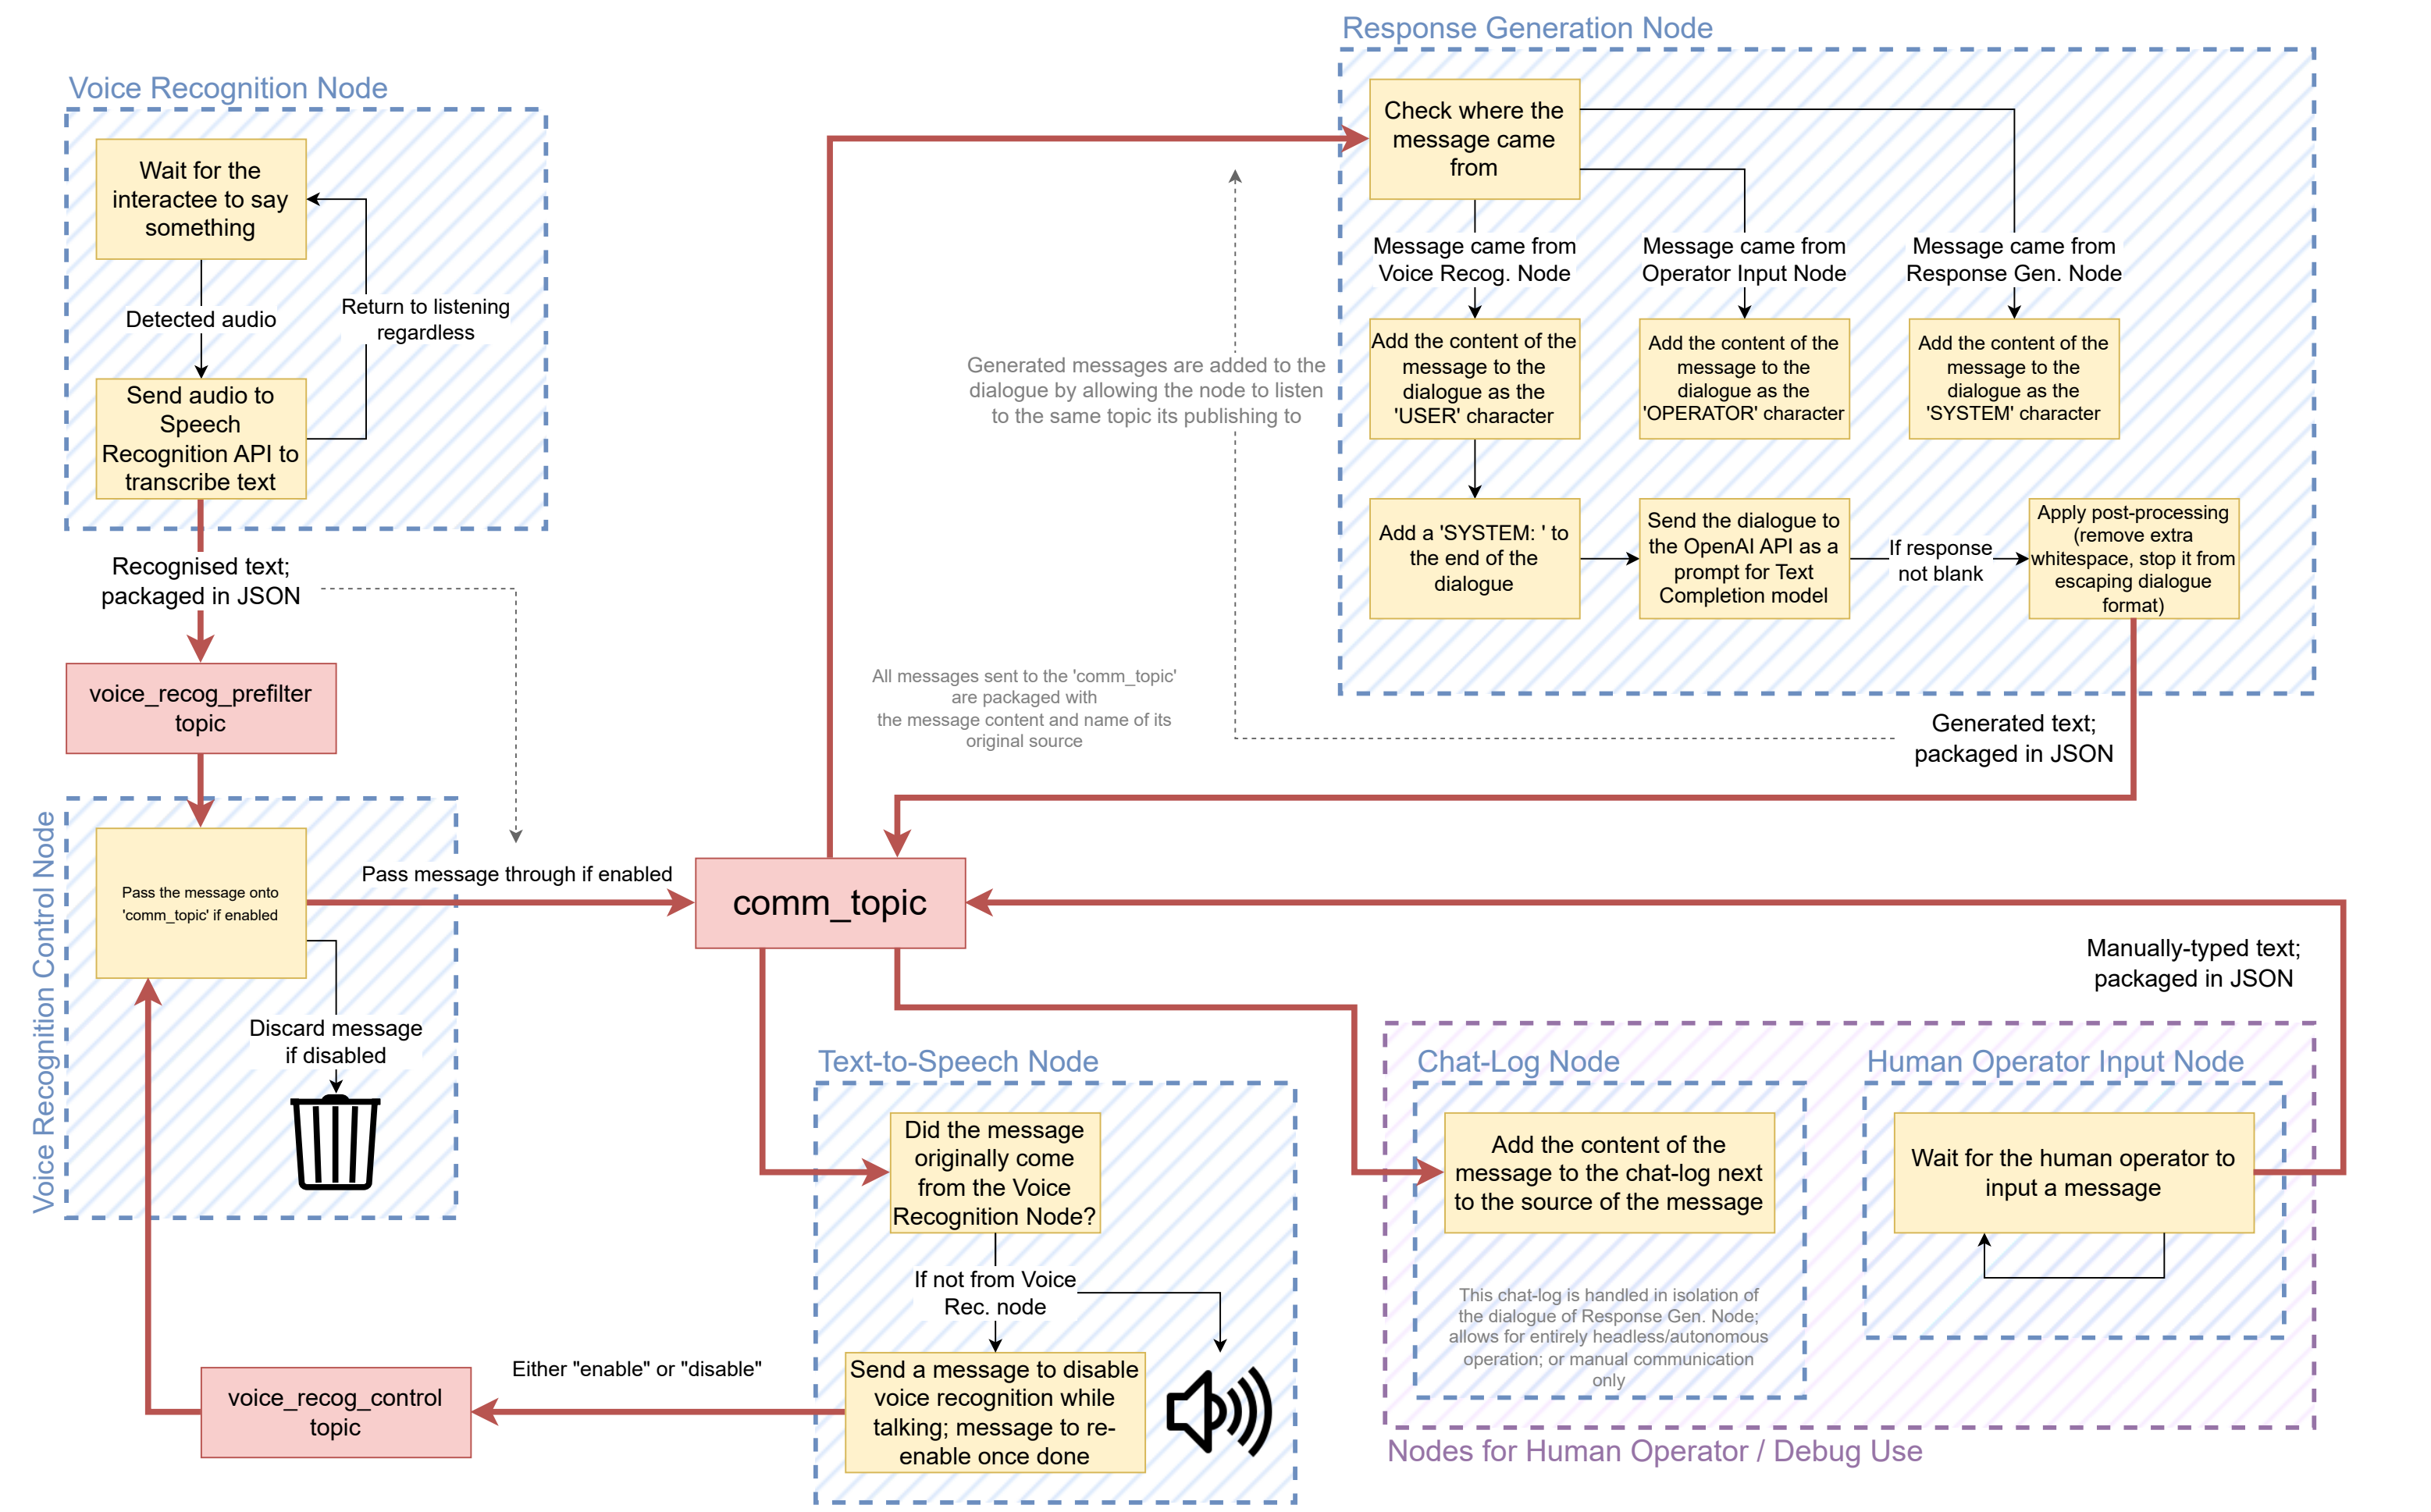 Response Generation Node
Voice Recognition Node
Wait for the
interactee to say
something
Detected audio
Return to listening
regardless
Send audio to
Speech
Recognition API to
transcribe text
Recognised text;
packaged in JSON
voice_recog_prefilter
topic
Voice Recognition Control Node
Pass the message onto
'comm_topic' if enabled
Pass message through if enabled
Discard message
if disabled
comm_topic
Check where the
message came
from
Message came from
Voice Recog. Node
Message came from
Operator Input Node
Message came from
Response Gen. Node
Add the content of the
message to the
dialogue as the
'USER' character
Add the content of the
message to the
dialogue as the
'OPERATOR' character
Add the content of the
message to the
dialogue as the
'SYSTEM' character
Add a 'SYSTEM: ' to
the end of the
dialogue
Send the dialogue to
the OpenAI API as a
prompt for Text
Completion model
If response
not blank
Apply post-processing
(remove extra
whitespace, stop it from
escaping dialogue
format)
Generated messages are added to the
dialogue by allowing the node to listen
to the same topic its publishing to
All messages sent to the 'comm_topic'
are packaged with
the message content and name of its
original source
Generated text;
packaged in JSON
Manually-typed text;
packaged in JSON
Text-to-Speech Node
Did the message
originally come
from the Voice
Recognition Node?
If not from Voice
Rec. node
Send a message to disable
voice recognition while
talking; message to re-
enable once done
Either "enable" or "disable"
voice_recog_control
topic
Chat-Log Node
Add the content of the
message to the chat-log next
to the source of the message
This chat-log is handled in isolation of
the dialogue of Response Gen. Node;
allows for entirely headless/autonomous
operation; or manual communication
only
Human Operator Input Node
Wait for the human operator to
input a message
Nodes for Human Operator / Debug Use